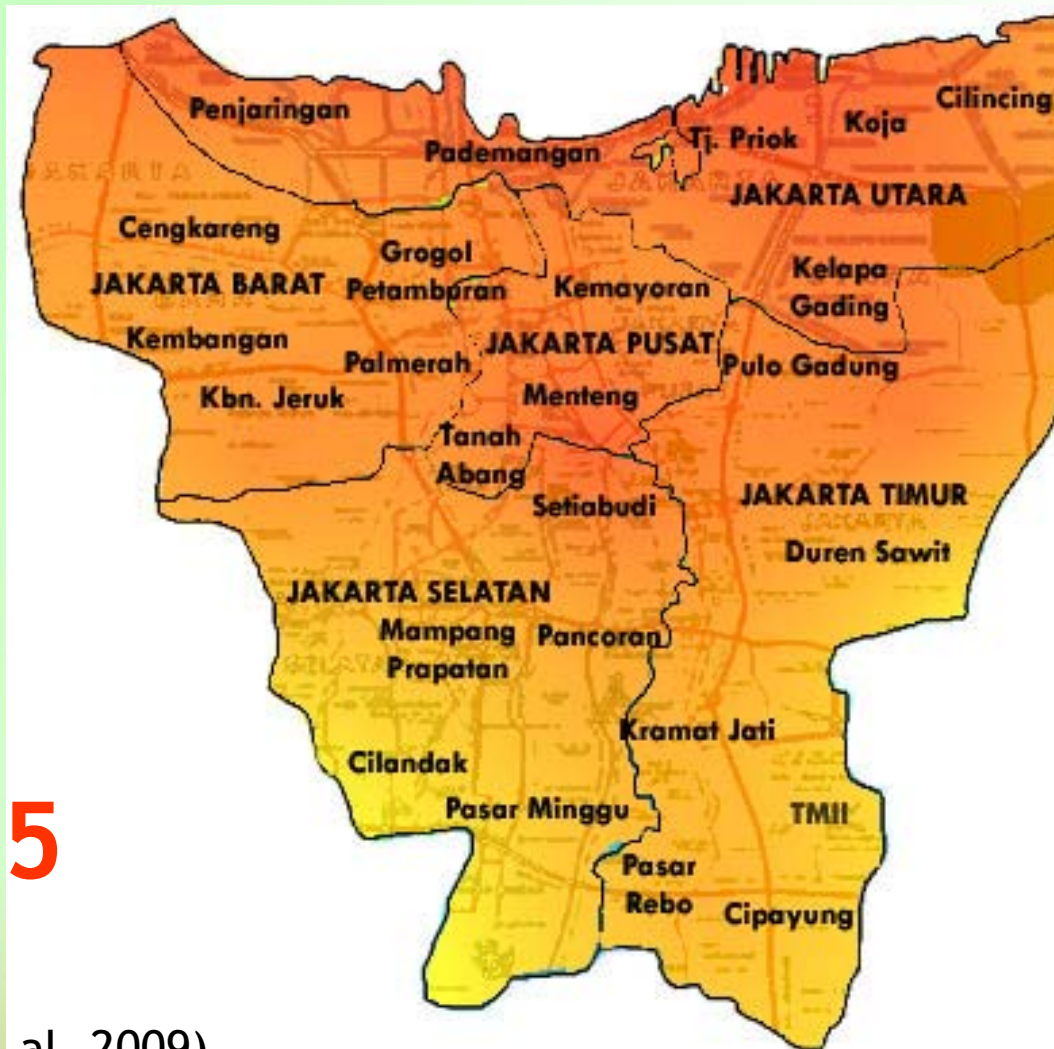 Penjaringan
Cilincing
Koja
Tj. Priok
Pademangan
JAKARTA UTARA
Cengkareng
Grogol
Petamburan
Kelapa
Gading
JAKARTA BARAT
Kemayoran
Kembangan
JAKARTA PUSAT
Palmerah
Pulo Gadung
Kbn. Jeruk
Menteng
Tanah
Abang
Setiabudi
JAKARTA TIMUR
Duren Sawit
JAKARTA SELATAN
Mampang
Prapatan
Pancoran
Kramat Jati
Cilandak
Pasar Minggu
TMII
5
Pasar
Rebo
Cipayung
al., 2009)